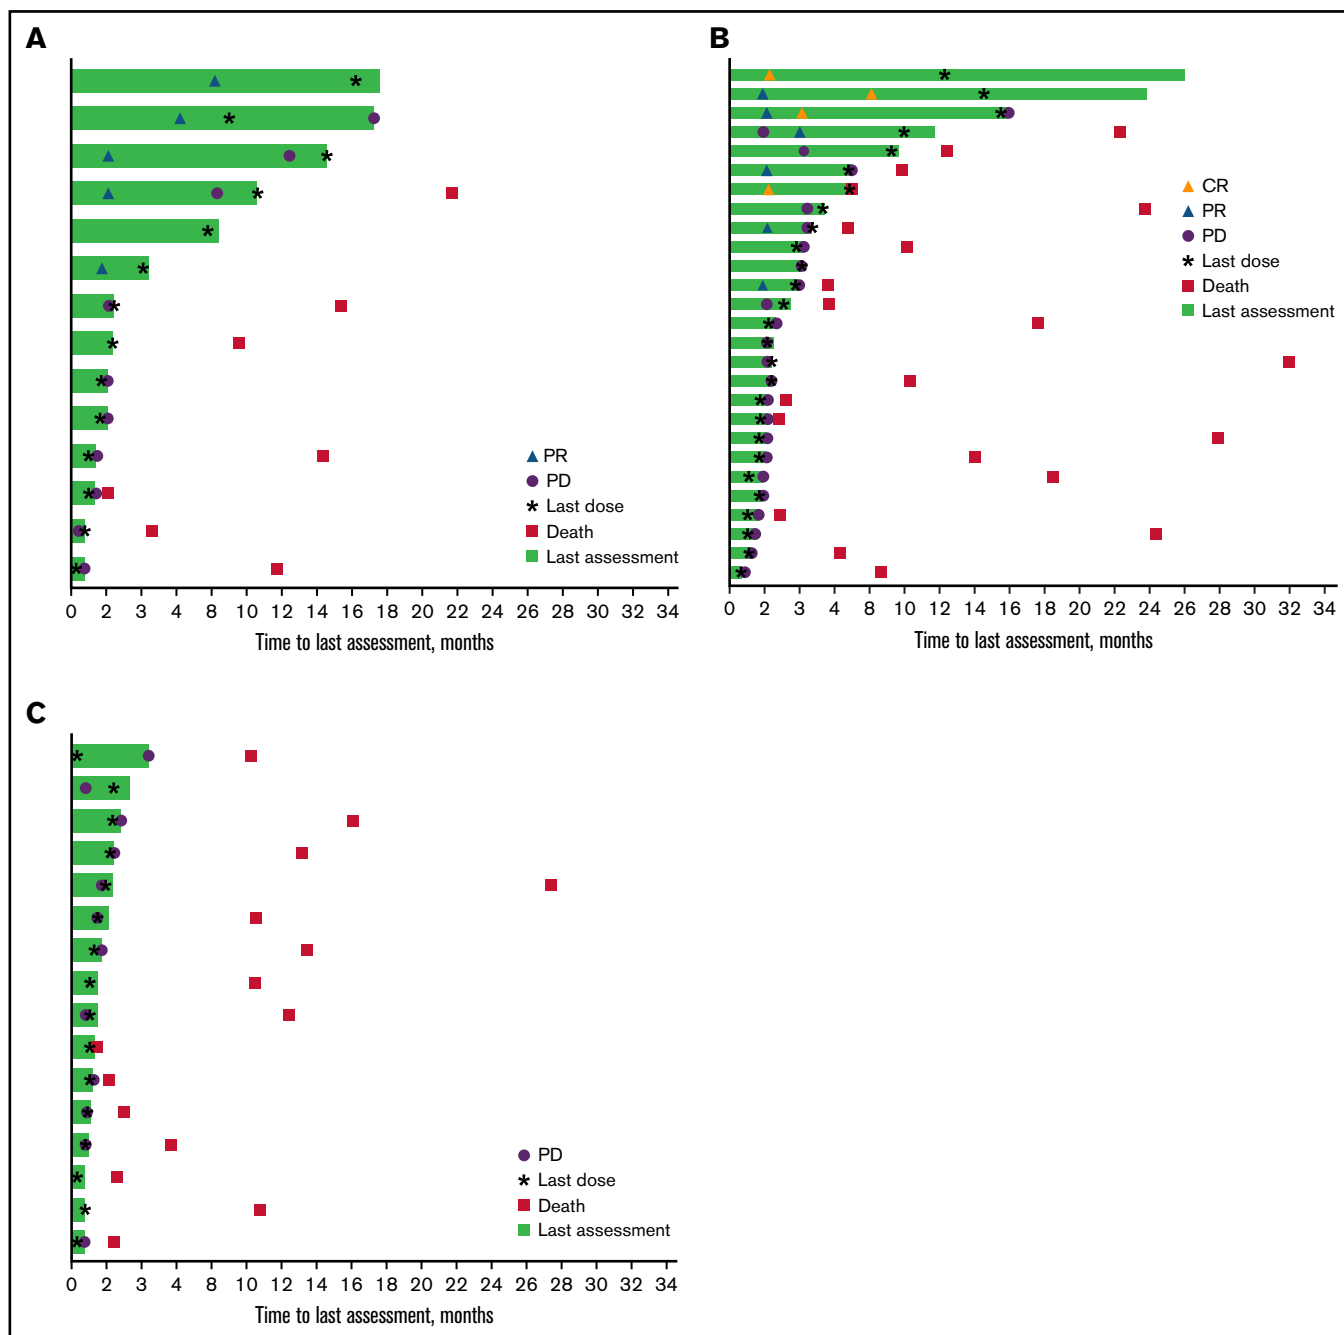 A
PR
PD
* Last dose
Death
Last assessment
0 2 3 4 8 10 12 14 16 20 22 24 26 28 30 32 34
Time to last assessment, months
B
CR
PR
PD
* Last dose
Death
Last assessment
0 2 3 4 8 10 12 14 16 20 22 24 26 28 30 32 34
Time to last assessment, months
C
PD
* Last dose
Death
Last assessment
0 2 3 4 8 10 12 14 16 20 22 24 26 28 30 32 34
Time to last assessment, months